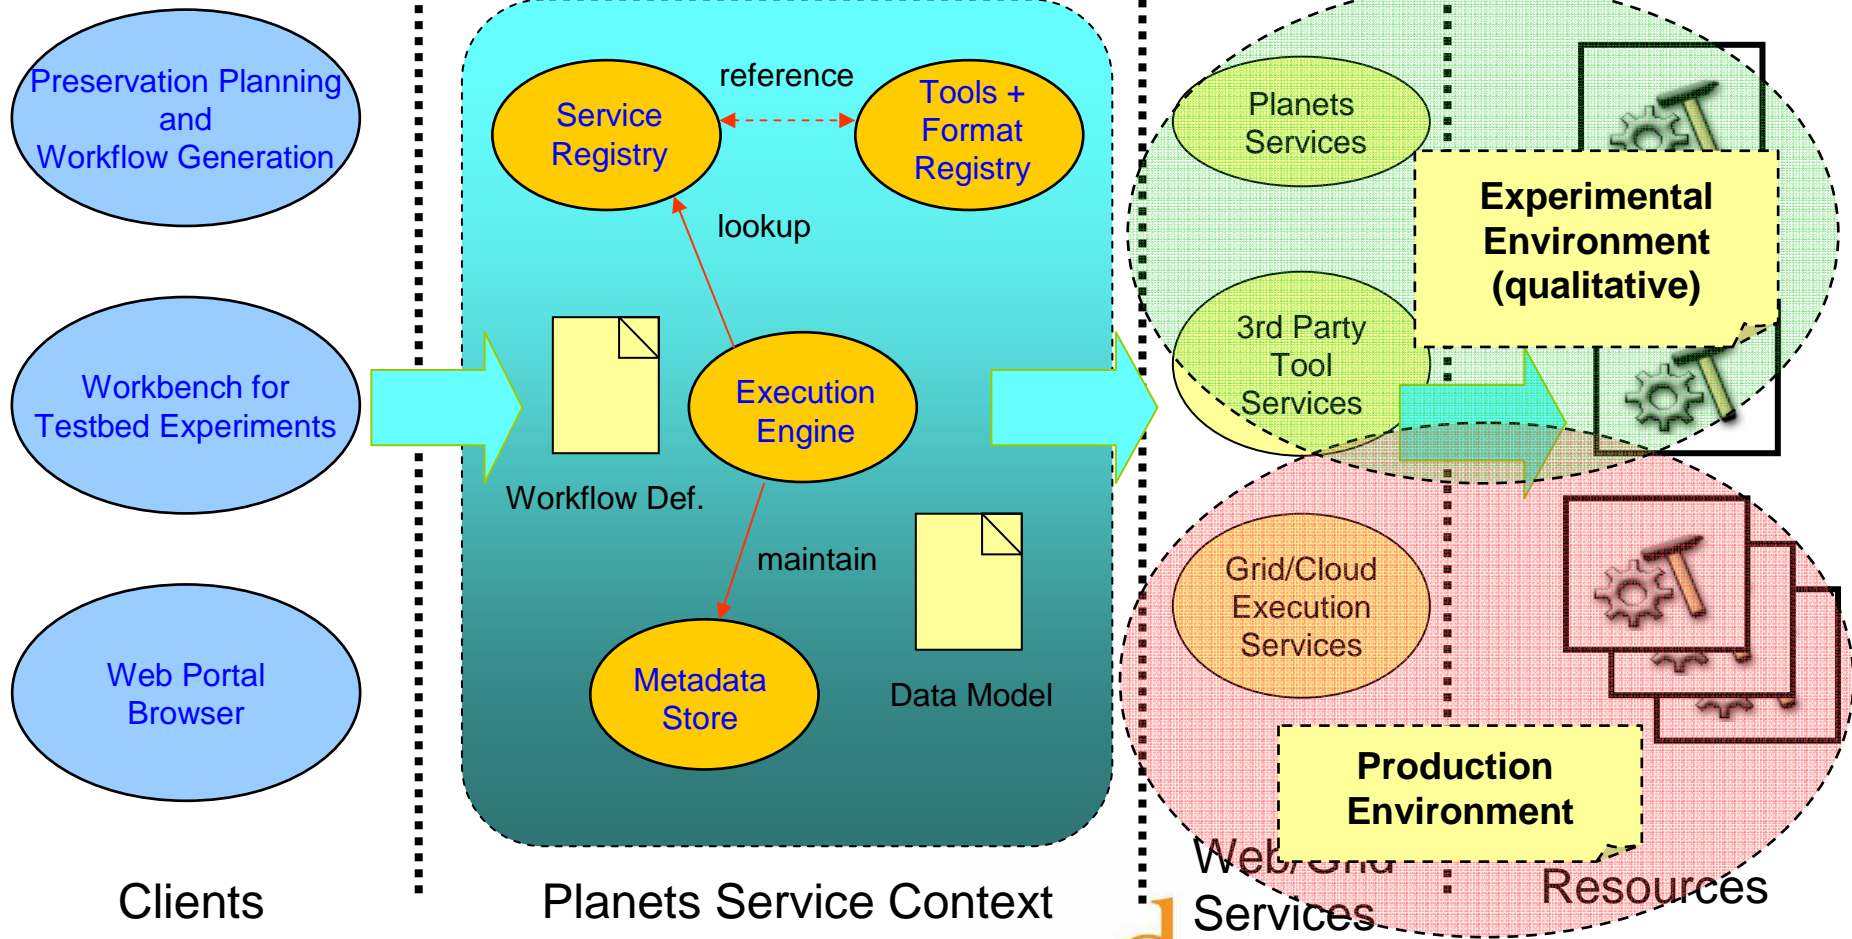 Preservation Planning
and
Workflow Generation
Workbench for
Testbed Experiments
Web Portal
Browser
Clients
Service
Registry
reference
Tools +
Format
Registry
lookup
Execution
Engine
Workflow Def.
maintain
Metadata
Store
Data Model
Planets Service Context
Planets
Services
3rd Party
Tool
Services
Grid/Cloud
Execution
Services
Web/Grid
Services
Experimental
Environment
(qualitative)
Production
Environment
Resources
d